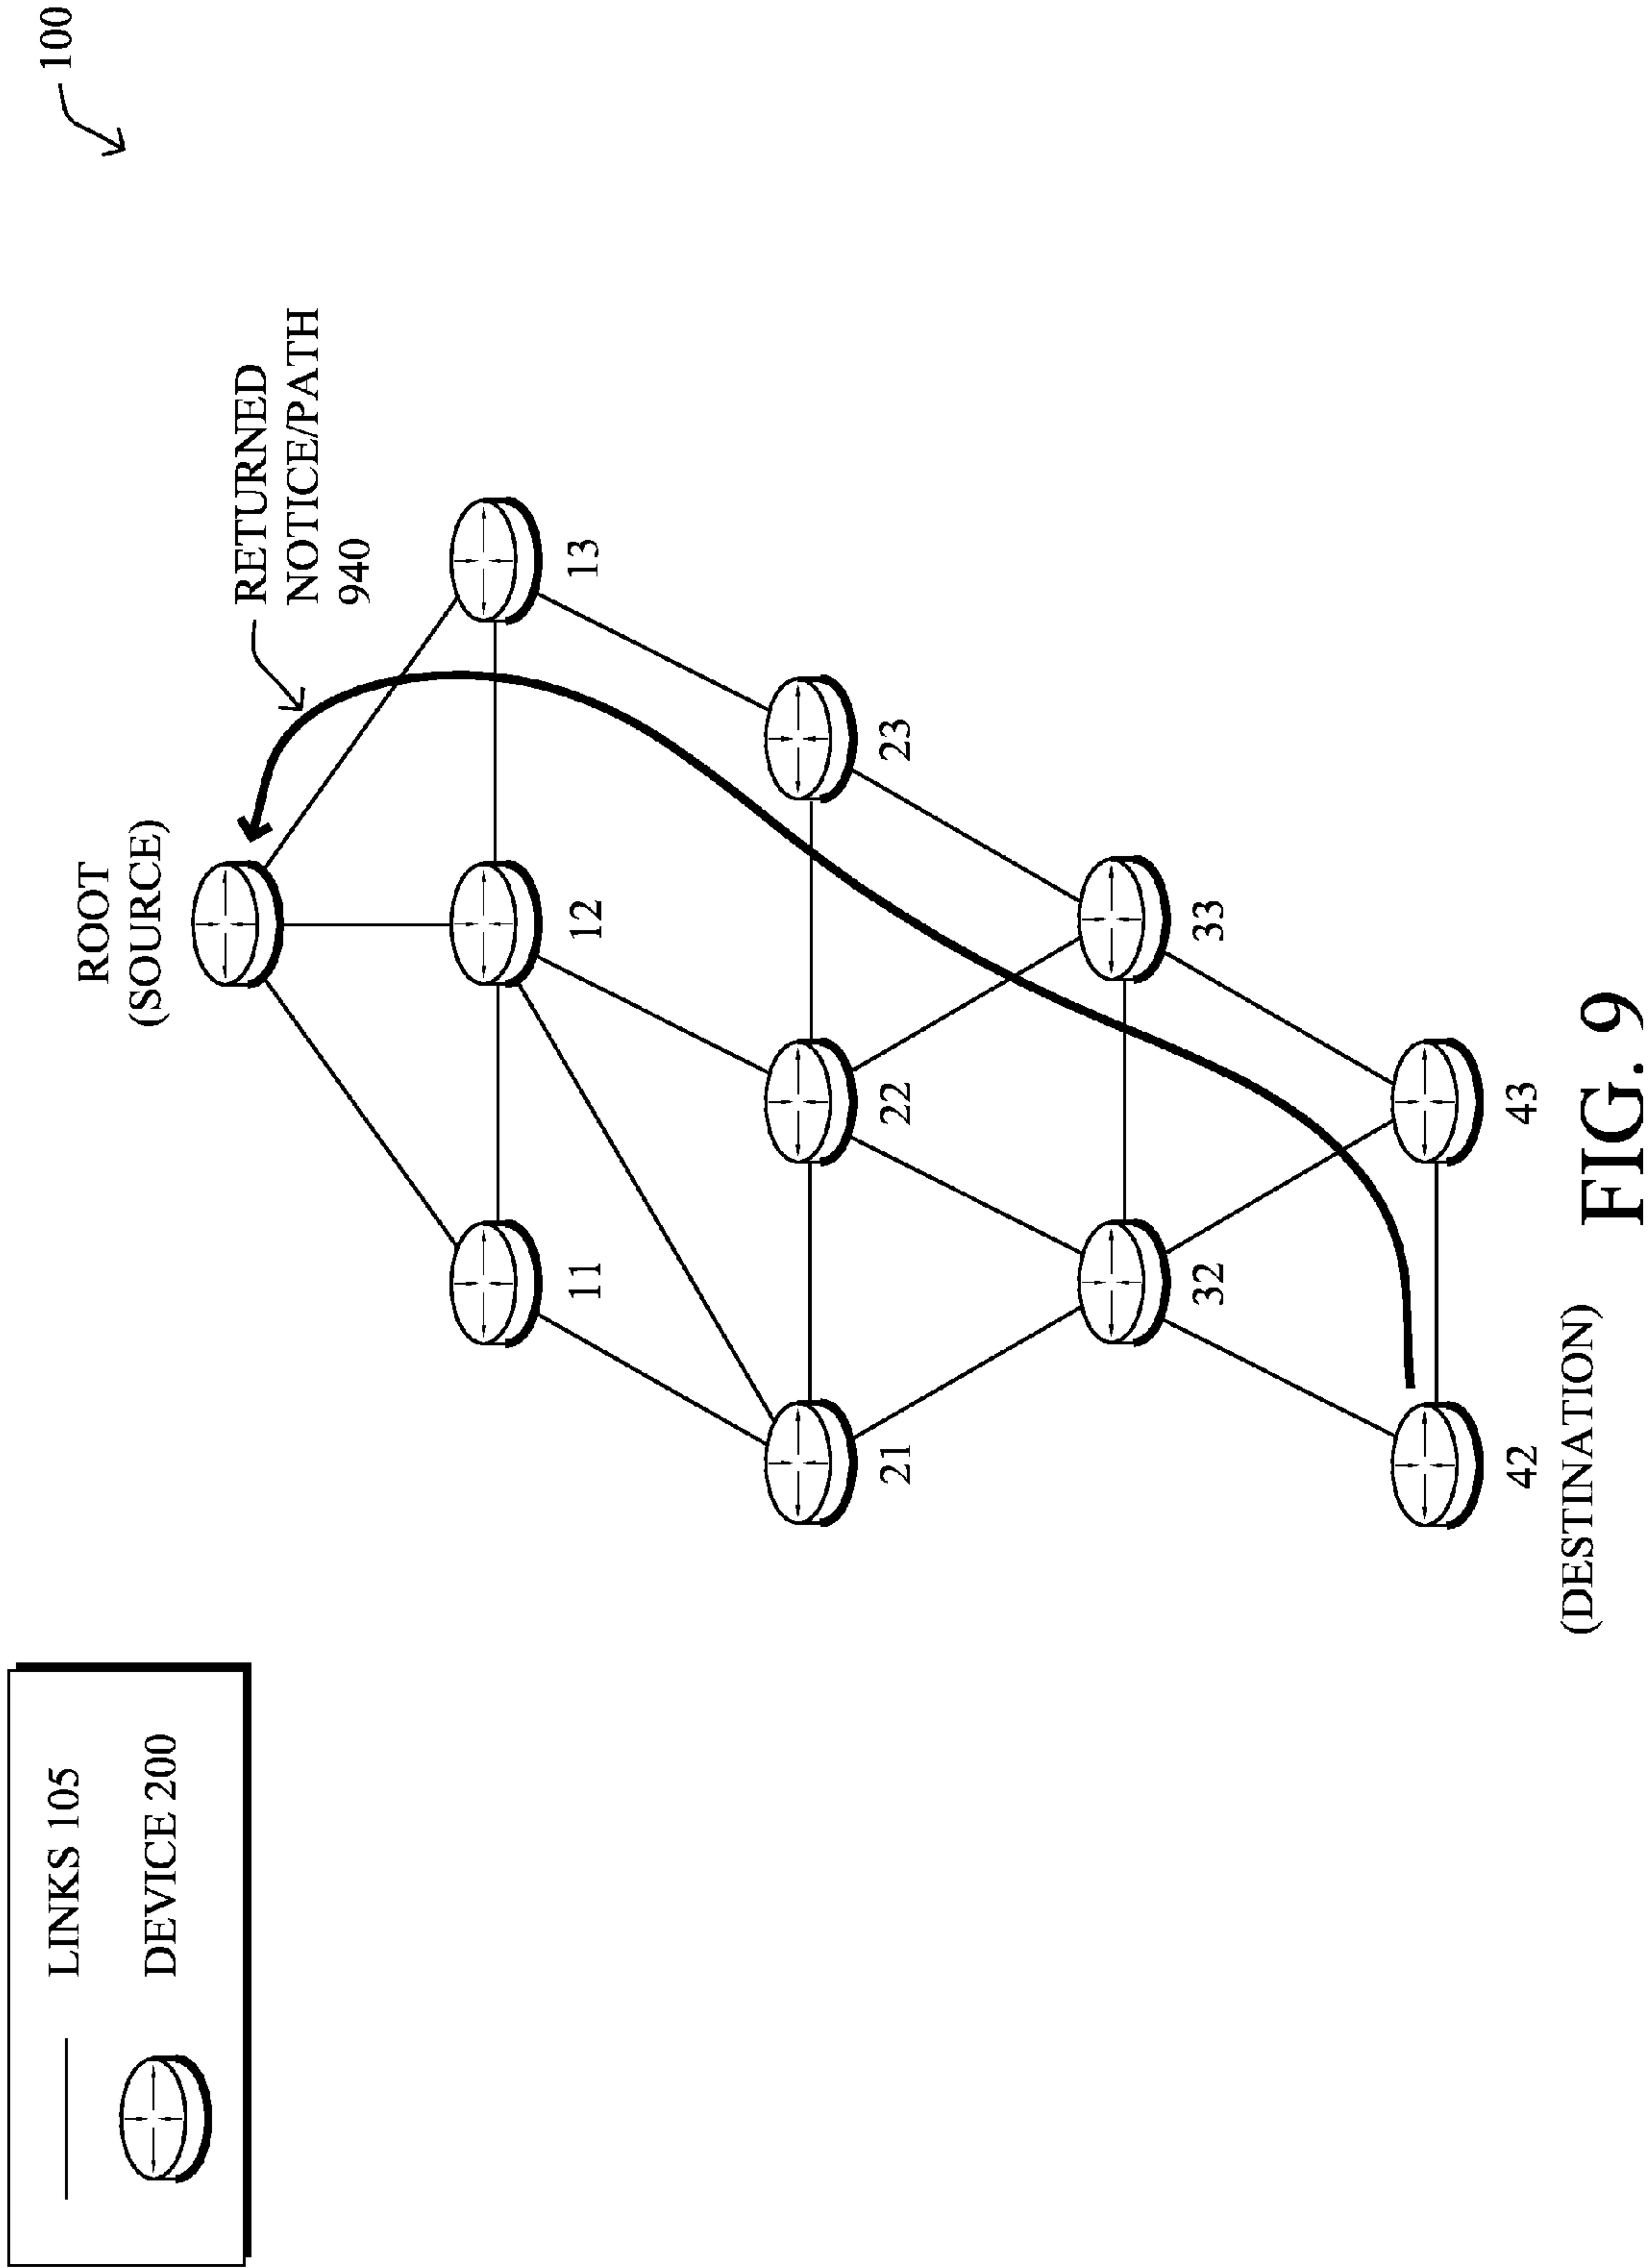 LINKS 105
DEVICE 200
100
ROOT
(SOURCE)
RETURNED
NOTICE/PATH
940
11
12
13
21
22
23
32
33
42
(DESTINATION)
43
FIG. 9